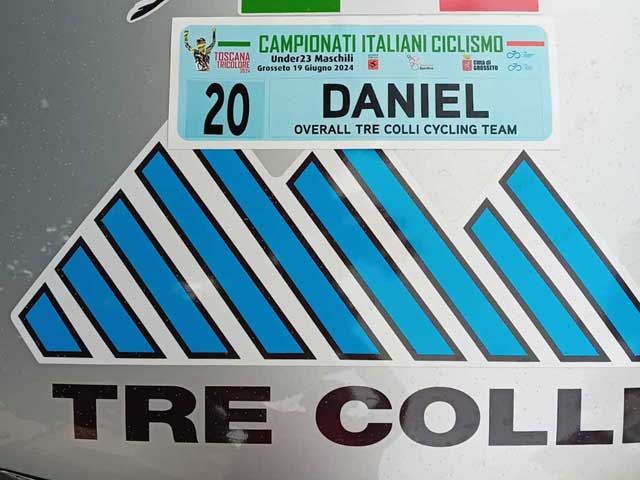 CAMPIONATI ITALIANI CICLISMO
TOSCANA
TRICOLORE
2024
Under23 Maschili
Grosseto 19 Giugno 2024
Città di
GROSSETO
20
DANIEL
OVERALL TRE COLLI CYCLING TEAM
TRE COLLI